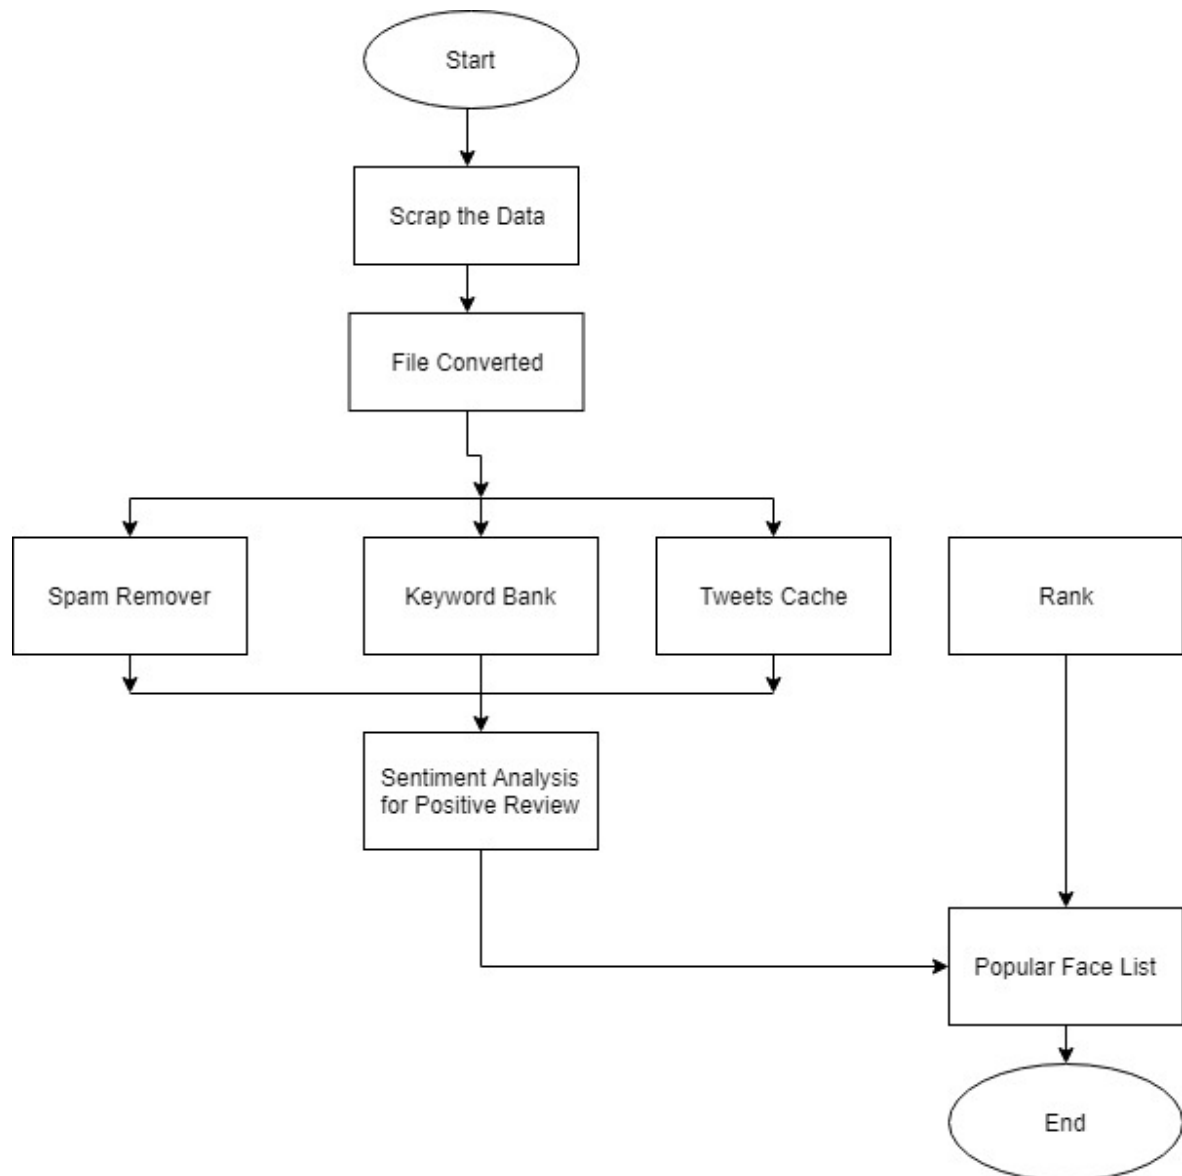 Start
Scrap the Data
File Converted
Spam Remover
Keyword Bank
Tweets Cache
Rank
Sentiment Analysis
for Positive Review
Popular Face List
End